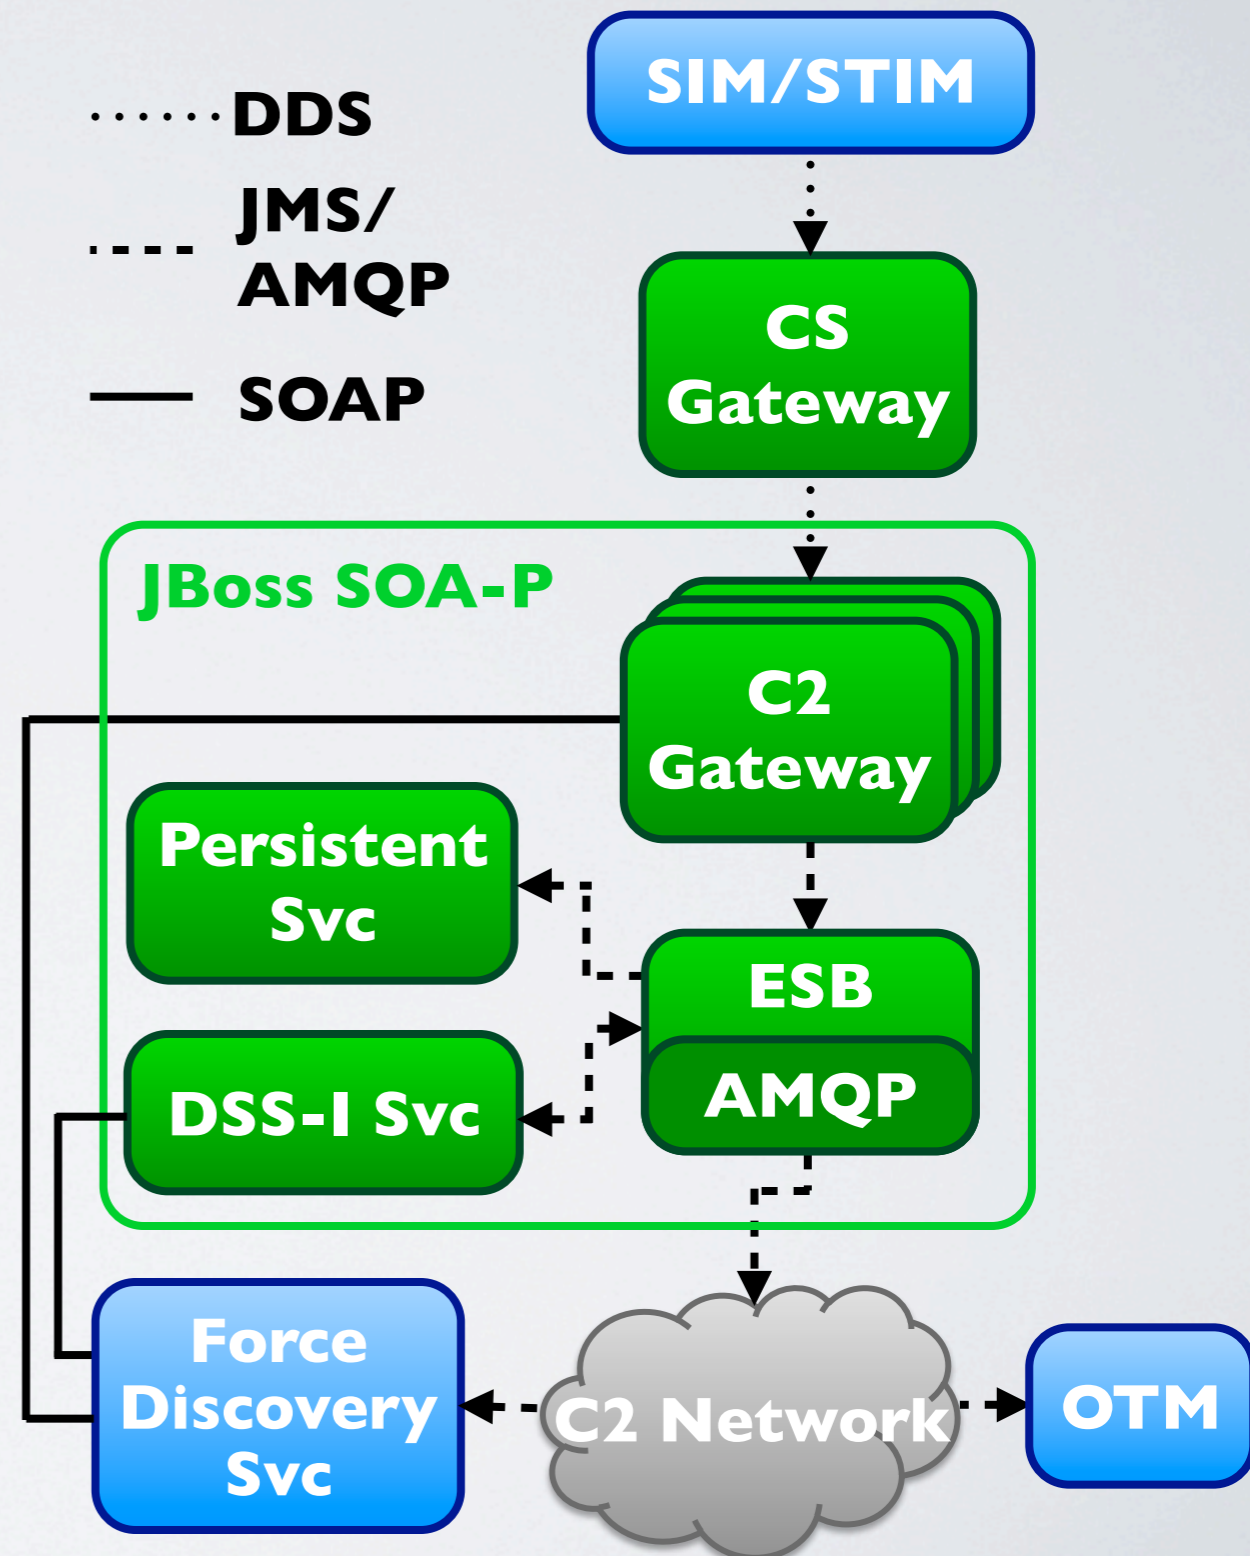 DDS
JMS/
AMQP
SOAP
SIM/STIM
CS
Gateway
JBoss SOA-P
C2
Gateway
Persistent
Svc
ESB
AMQP
DSS-I Svc
Force
Discovery
Svc
C2 Network
OTM